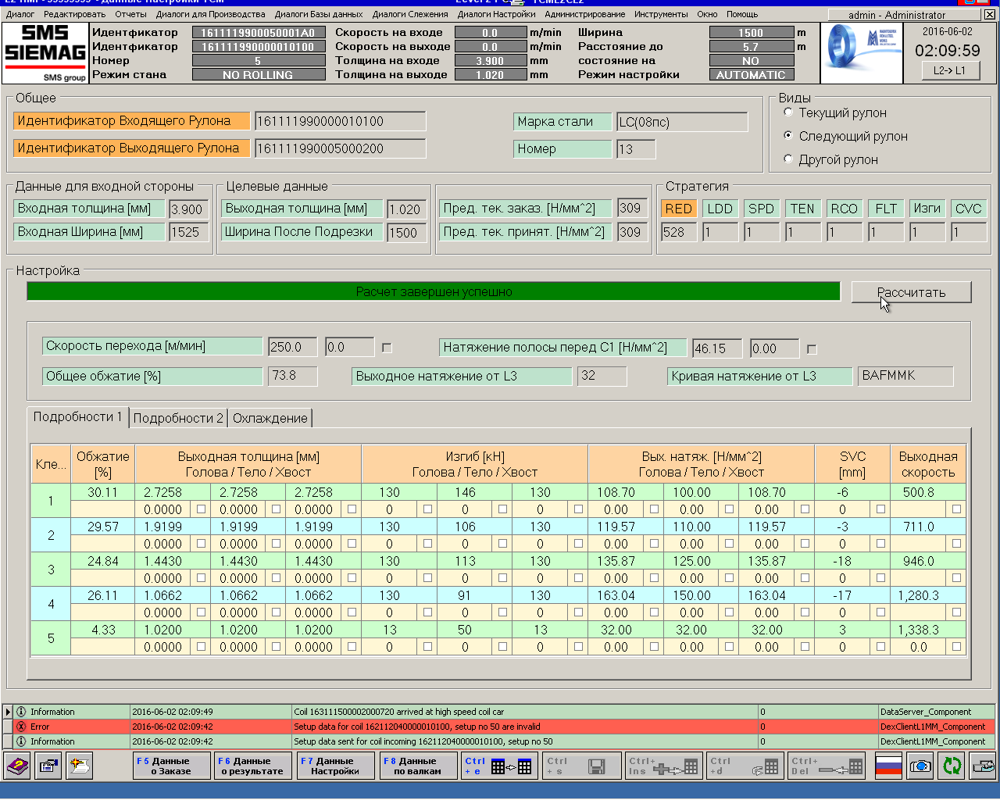 Диалог Редактировать Отчеты Диалоги для Производства Диалоги Базы данных Диалоги Слежения Диалоги Настройки Администрирование Инструменты Окно Помощь admin - Administrator
SMS SIEMAG
SMS group
Идентфикатор 1611119900050001A0 Скорость на входе 0.0 m/min Ширина 1500 m
Идентфикатор 161111990000010100 Скорость на выходе 0.0 m/min Расстояние до 5.7 m
Номер 5 Толщина на входе 3.900 mm состояние на NO
Режим стана NO ROLLING Толщина на выходе 1.020 mm Режим настройки AUTOMATIC
2016-06-02
02:09:59
L2-> L1
Общее
Идентификатор Входящего Рулона 161111990000010100 Марка стали LC(08пс)
Идентификатор Выходящего Рулона 161111990005000200 Номер 13
Виды
Текущий рулон
Следующий рулон
Другой рулон
Данные для входной стороны
Входная толщина [мм] 3.900
Входная Ширина [мм] 1525
Целевые данные
Выходная толщина [мм] 1.020
Ширина После Подрезки 1500
Пред. тек. заказ. [Н/мм^2] 309
Пред. тек. принят. [Н/мм^2] 309
Стратегия
RED LDD SPD TEN RCO FLT Изги CVC
528 1 1 1 1 1 1 1
Настройка
Расчет завершен успешно Рассчитать
Скорость перехода [м/мин] 250.0 0.0 Натяжение полосы перед С1 [Н/мм^2] 46.15 0.00
Общее обжатие [%] 73.8 Выходное натяжение от L3 32 Кривая натяжение от L3 BAFMMK
Подробности 1 Подробности 2 Охлаждение
Кле... Обжатие [%] Выходная толщина [мм] Голова / Тело / Хвост Изгиб [кН] Голова / Тело / Хвост Вых. натяж. [Н/мм^2] Голова / Тело / Хвост SVC [mm] Выходная скорость
1 30.11 2.7258 2.7258 2.7258 130 146 130 108.70 100.00 108.70 -6 500.8
0.0000 0.0000 0.0000 0 0 0 0.00 0.00 0.00 0
2 29.57 1.9199 1.9199 1.9199 130 106 130 119.57 110.00 119.57 -3 711.0
0.0000 0.0000 0.0000 0 0 0 0.00 0.00 0.00 0
3 24.84 1.4430 1.4430 1.4430 130 113 130 135.87 125.00 135.87 -18 946.0
0.0000 0.0000 0.0000 0 0 0 0.00 0.00 0.00 0
4 26.11 1.0662 1.0662 1.0662 130 91 130 163.04 150.00 163.04 -17 1,280.3
0.0000 0.0000 0.0000 0 0 0 0.00 0.00 0.00 0
5 4.33 1.0200 1.0200 1.0200 13 50 13 32.00 32.00 32.00 3 1,338.3
0.0000 0.0000 0.0000 0 0 0 0.00 0.00 0.00 0 0.0
Information 2016-06-02 02:09:49 Coil 163111500002000720 arrived at high speed coil car 0 DataServer_Component
Error 2016-06-02 02:09:42 Setup data for coil 162112040000010100, setup no 50 are invalid 0 DexClientL1MM_Component
Information 2016-06-02 02:09:42 Setup data sent for coil incoming 162112040000010100, setup no 50 0 DexClientL1MM_Component
F5 Данные о Заказе
F6 Данные о результате
F7 Данные Настройки
F8 Данные по валкам
Ctrl + e
Ctrl + s
Ctrl+ Ins
Ctrl +d
Ctrl+ Del